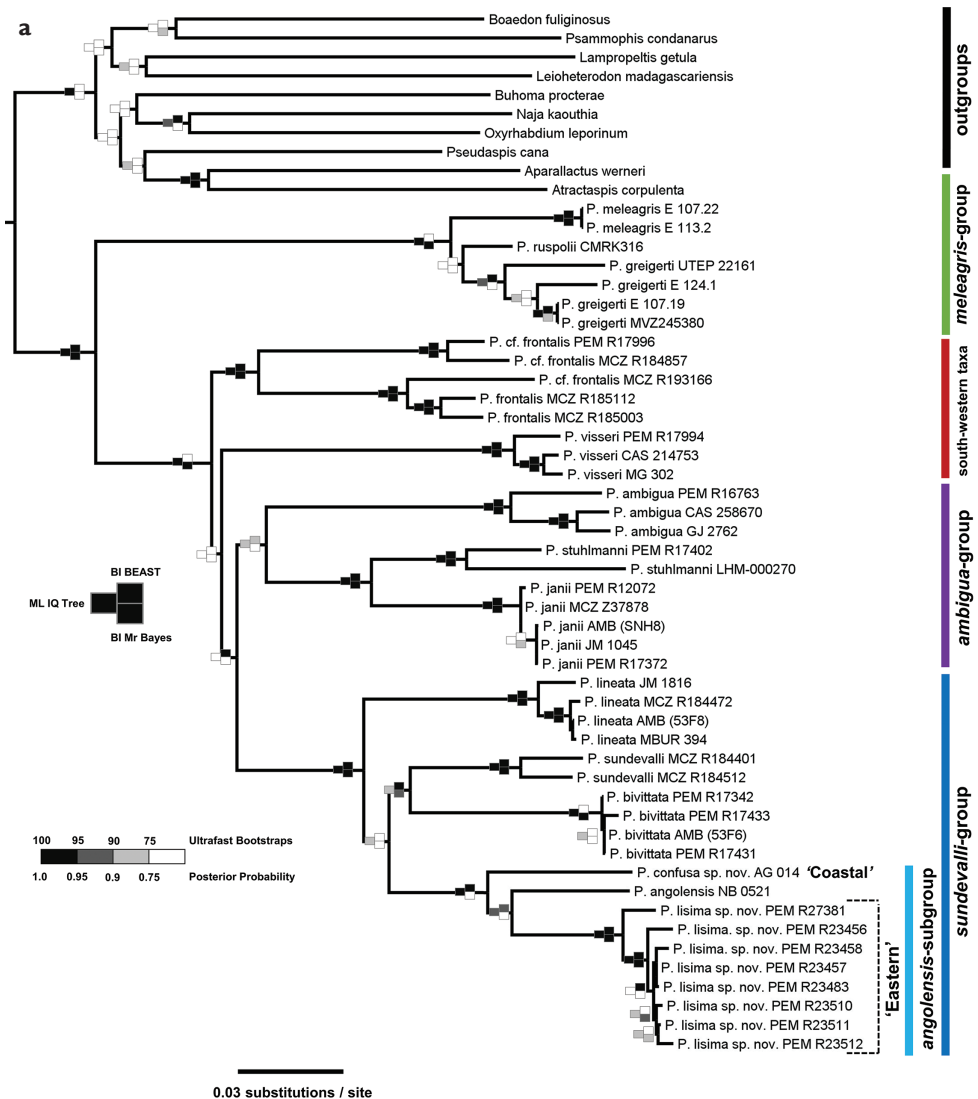 a
Boaedon fuliginosus
Psammophis condanarus
Lampropeltis getula
Leioheterodon madagascariensis
Buhoma procterae
Naja kaouthia
Oxyrhabdium leporinum
Pseudaspis cana
Aparallactus werneri
Atractaspis corpulenta
outgroups
P. meleagris E 107.22
P. meleagris E 113.2
P. ruspolii CMRK316
P. greigerti UTEP 22161
P. greigerti E 124.1
P. greigerti E 107.19
P. greigerti MVZ245380
meleagris-group
P. cf. frontalis PEM R17996
P. cf. frontalis MCZ R184857
P. cf. frontalis MCZ R193166
P. frontalis MCZ R185112
P. frontalis MCZ R185003
P. visseri PEM R17994
P. visseri CAS 214753
P. visseri MG 302
south-western taxa
P. ambigua PEM R16763
P. ambigua CAS 258670
P. ambigua GJ 2762
P. stuhlmanni PEM R17402
P. stuhlmanni LHM-000270
P. janii PEM R12072
P. janii MCZ Z37878
P. janii AMB (SNH8)
P. janii JM 1045
P. janii PEM R17372
ambigua-group
P. lineata JM 1816
P. lineata MCZ R184472
P. lineata AMB (53F8)
P. lineata MBUR 394
P. sundevalli MCZ R184401
P. sundevalli MCZ R184512
P. bivittata PEM R17342
P. bivittata PEM R17433
P. bivittata AMB (53F6)
P. bivittata PEM R17431
P. confusa sp. nov. AG 014 'Coastal'
P. angolensis NB 0521
P. lisima sp. nov. PEM R27381
P. lisima. sp. nov. PEM R23456
P. lisima. sp. nov. PEM R23458
P. lisima sp. nov. PEM R23457
P. lisima sp. nov. PEM R23483
P. lisima sp. nov. PEM R23510
P. lisima sp. nov. PEM R23511
P. lisima sp. nov. PEM R23512
'Eastern'
angolensis-subgroup
sundevalli-group
BI BEAST
ML IQ Tree
BI Mr Bayes
100 95 90 75 Ultrafast Bootstraps
1.0 0.95 0.9 0.75 Posterior Probability
0.03 substitutions / site